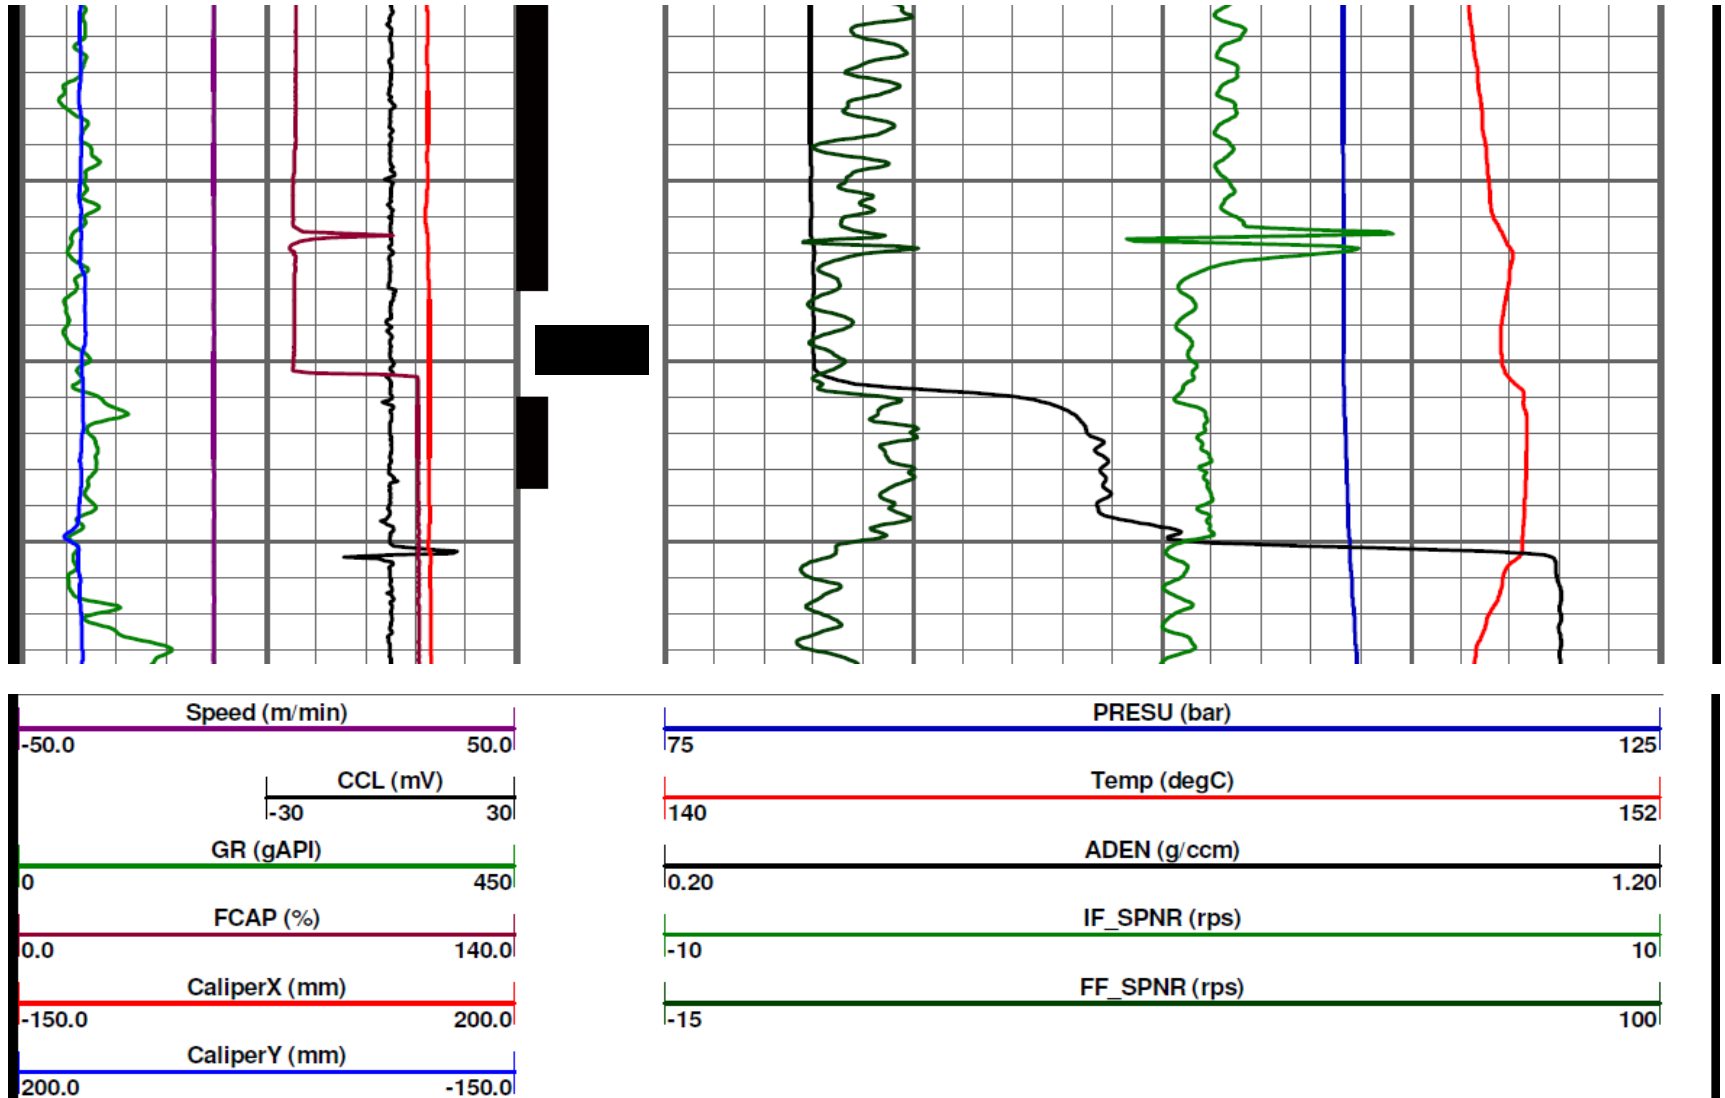 Speed (m/min)
-50.0 50.0
CCL (mV)
-30 30
GR (gAPI)
0 450
FCAP (%)
0.0 140.0
CaliperX (mm)
-150.0 200.0
CaliperY (mm)
200.0 -150.0
PRESU (bar)
75 125
Temp (degC)
140 152
ADEN (g/ccm)
0.20 1.20
IF_SPNR (rps)
-10 10
FF_SPNR (rps)
-15 100